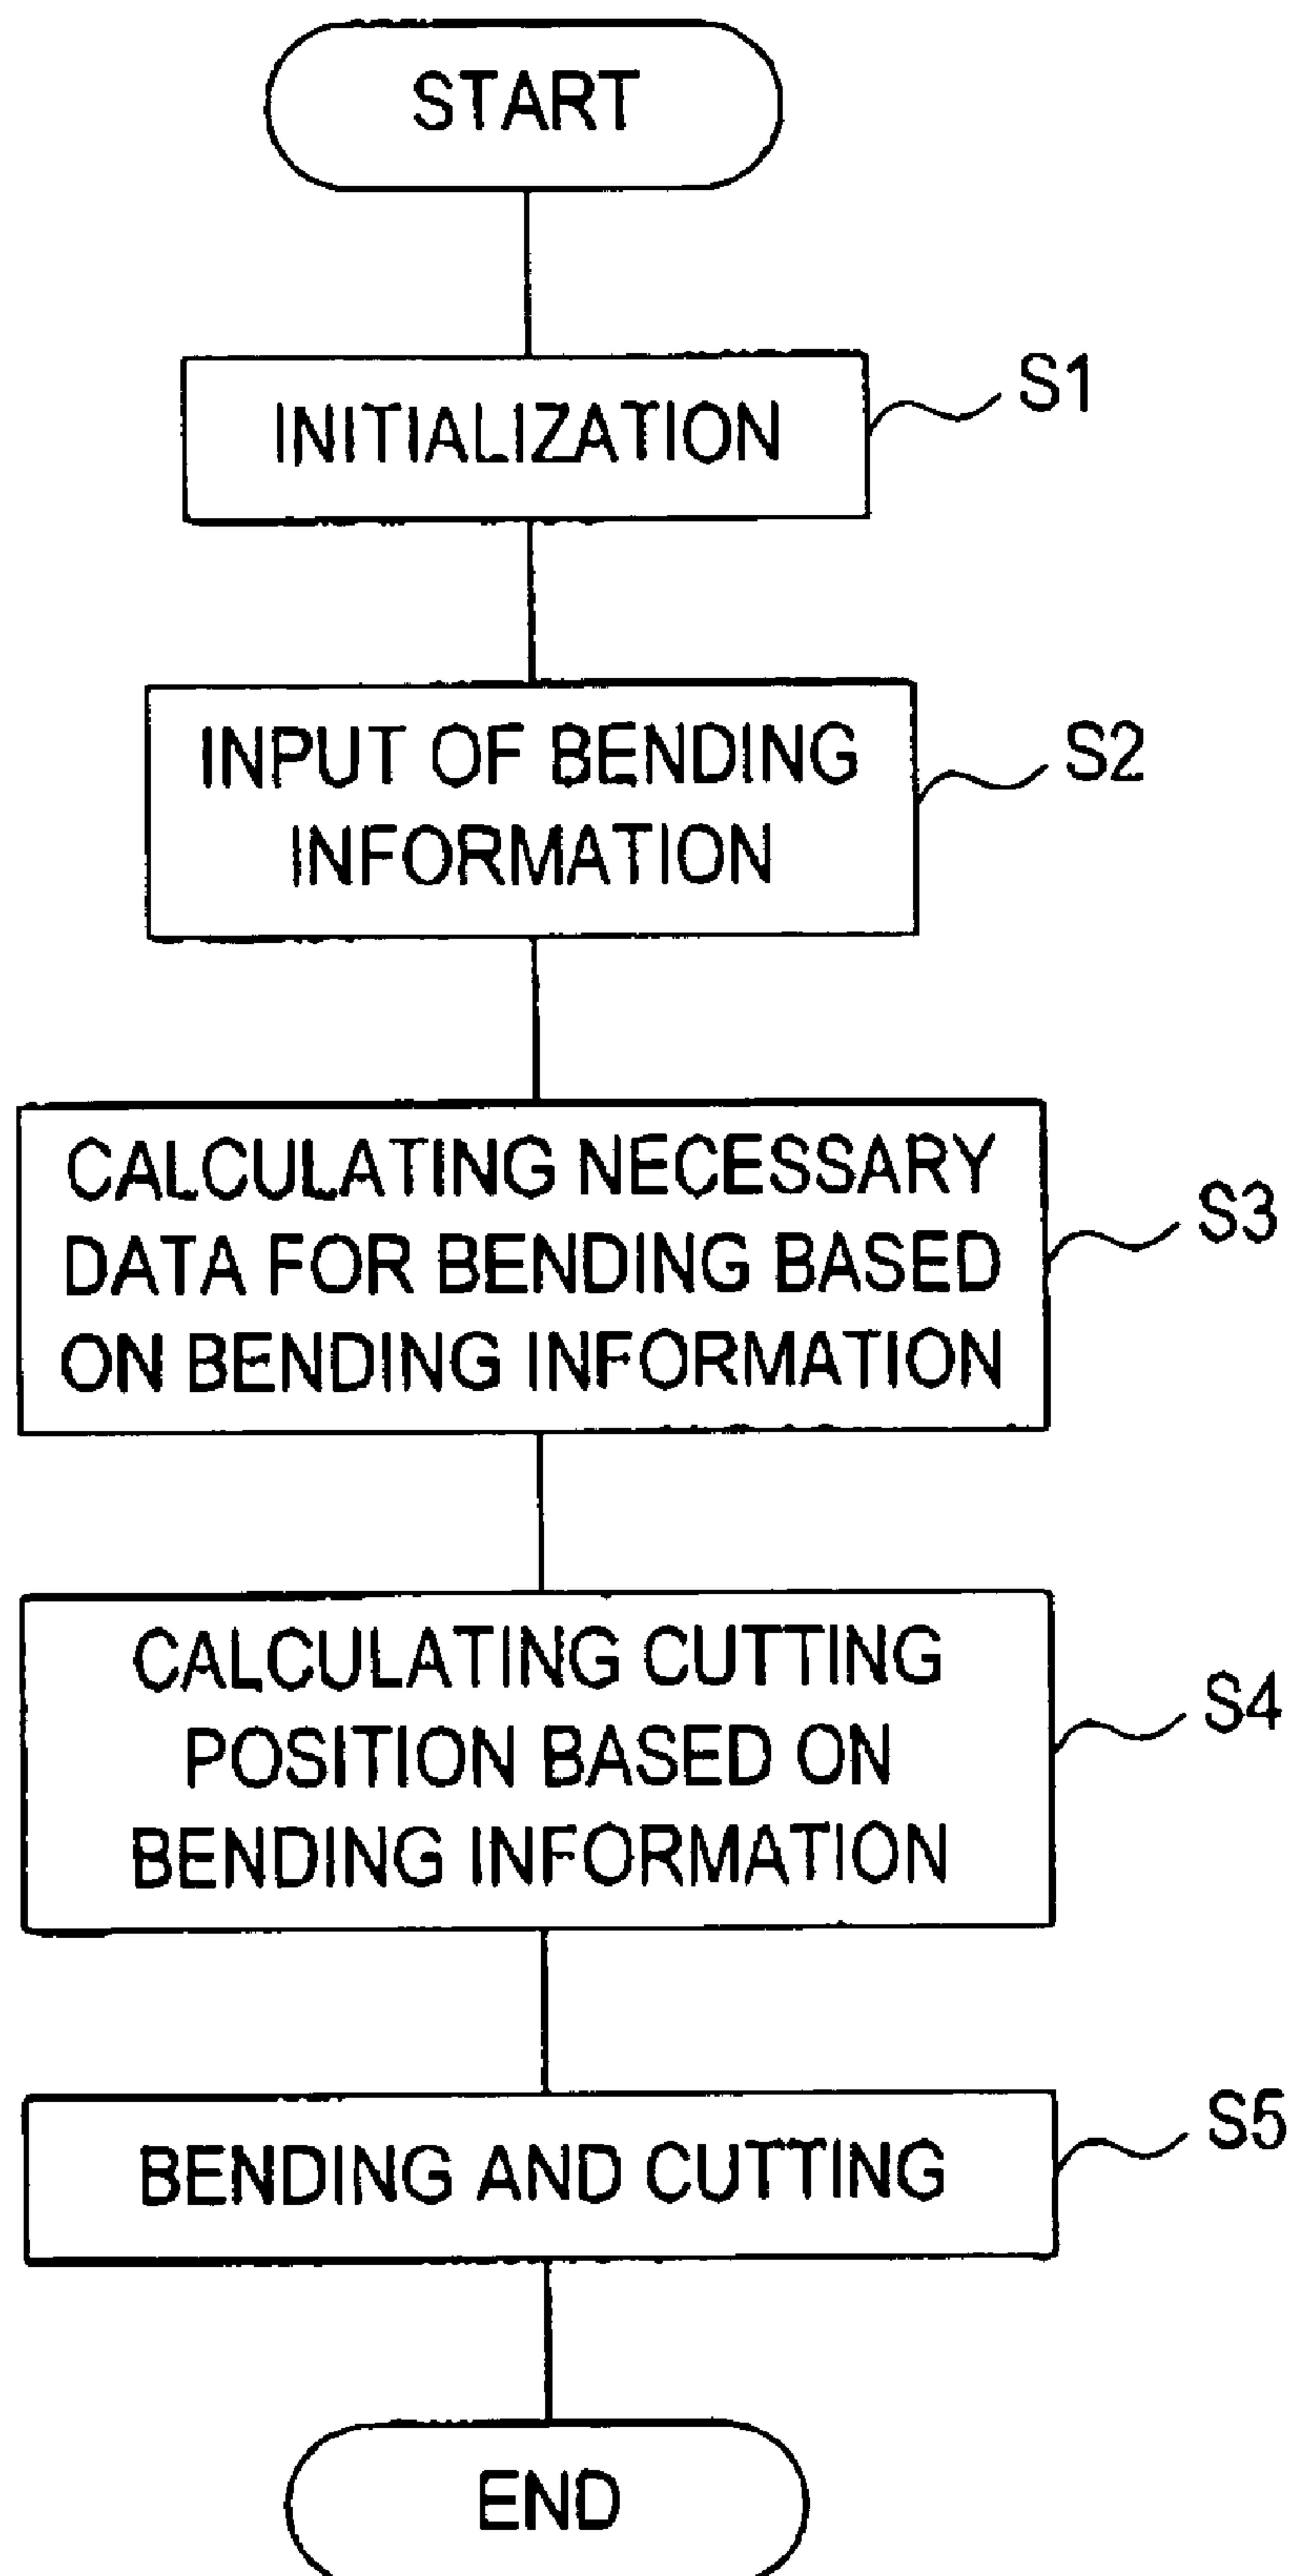 START
INITIALIZATION
S1
INPUT OF BENDING
INFORMATION
S2
CALCULATING NECESSARY
DATA FOR BENDING BASED
ON BENDING INFORMATION
S3
CALCULATING CUTTING
POSITION BASED ON
BENDING INFORMATION
S4
BENDING AND CUTTING
S5
END